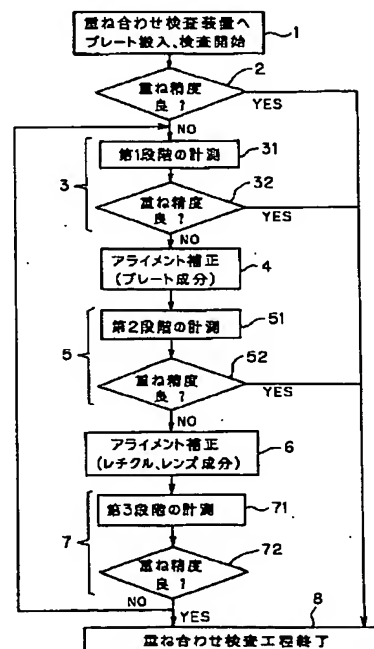 重ね合わせ検査装置へ
プレート搬入、検査開始
1
2
重ね精度
良 ?
YES
NO
第1段階の計測
31
3
32
重ね精度
良 ?
YES
NO
アライメント補正
(プレート成分)
4
第2段階の計測
51
5
52
重ね精度
良 ?
YES
NO
アライメント補正
(レチクル、レンズ成分)
6
第3段階の計測
71
7
72
重ね精度
良 ?
NO
YES
8
重ね合わせ検査工程終了